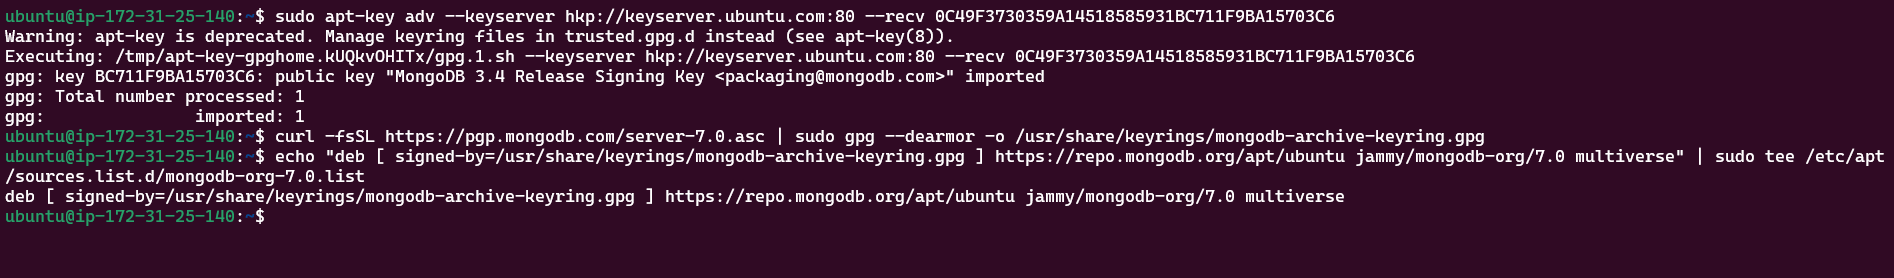 ubuntu@ip-172-31-25-140:~$ sudo apt-key adv --keyserver hkp://keyserver.ubuntu.com:80 --recv 0C49F3730359A14518585931BC711F9BA15703C6
Warning: apt-key is deprecated. Manage keyring files in trusted.gpg.d instead (see apt-key(8)).
Executing: /tmp/apt-key-gpghome.kUQkvOHITx/gpg.1.sh --keyserver hkp://keyserver.ubuntu.com:80 --recv 0C49F3730359A14518585931BC711F9BA15703C6
gpg: key BC711F9BA15703C6: public key "MongoDB 3.4 Release Signing Key <packaging@mongodb.com>" imported
gpg: Total number processed: 1
gpg:               imported: 1
ubuntu@ip-172-31-25-140:~$ curl -fsSL https://pgp.mongodb.com/server-7.0.asc | sudo gpg --dearmor -o /usr/share/keyrings/mongodb-archive-keyring.gpg
ubuntu@ip-172-31-25-140:~$ echo "deb [ signed-by=/usr/share/keyrings/mongodb-archive-keyring.gpg ] https://repo.mongodb.org/apt/ubuntu jammy/mongodb-org/7.0 multiverse" | sudo tee /etc/apt
/sources.list.d/mongodb-org-7.0.list
deb [ signed-by=/usr/share/keyrings/mongodb-archive-keyring.gpg ] https://repo.mongodb.org/apt/ubuntu jammy/mongodb-org/7.0 multiverse
ubuntu@ip-172-31-25-140:~$